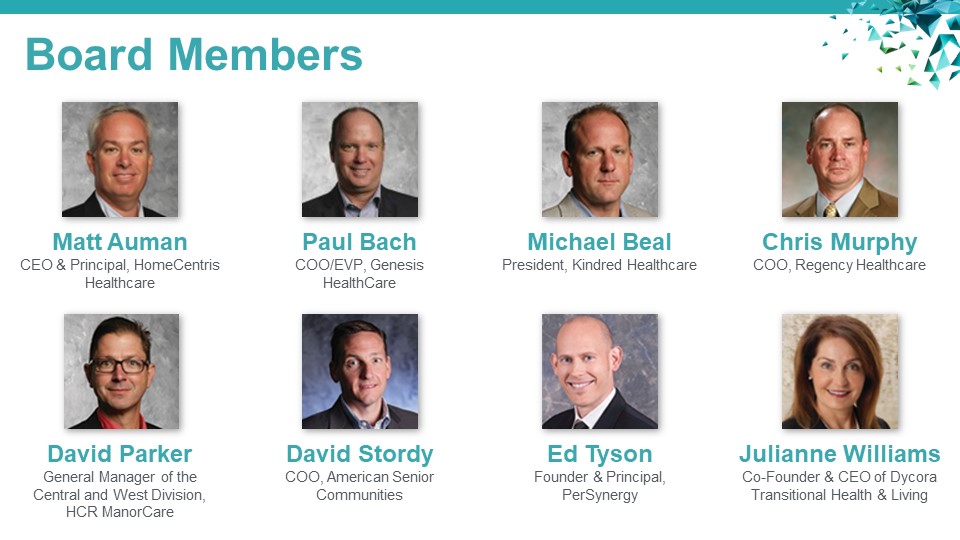 Board Members
Matt Auman
CEO & Principal, HomeCentris
Healthcare
Paul Bach
COO/EVP, Genesis
HealthCare
Michael Beal
President, Kindred Healthcare
Chris Murphy
COO, Regency Healthcare
David Parker
General Manager of the
Central and West Division,
HCR ManorCare
David Stordy
COO, American Senior
Communities
Ed Tyson
Founder & Principal,
PerSynergy
Julianne Williams
Co-Founder & CEO of Dycora
Transitional Health & Living